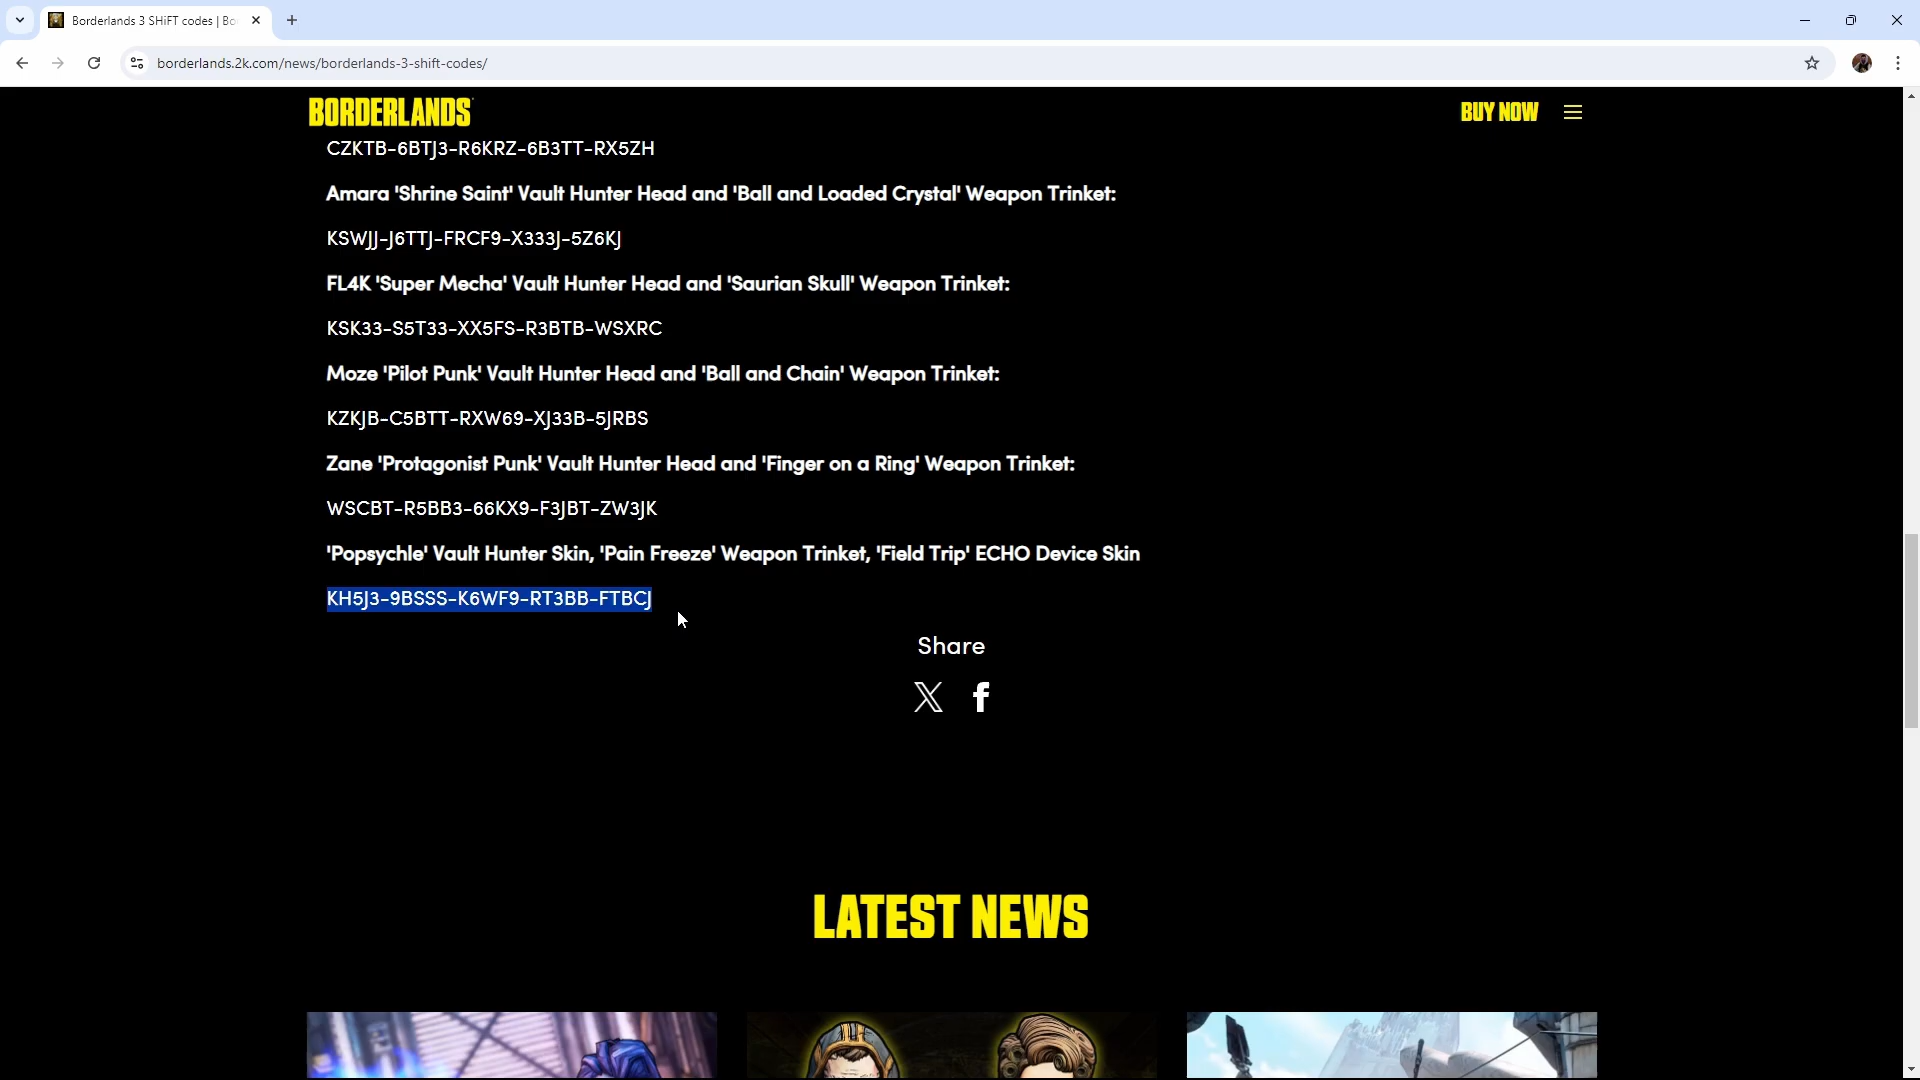 Borderlands 3 SHiFT codes | Bo
borderlands.2k.com/news/borderlands-3-shift-codes/
BORDERLANDS
BUY NOW
CZKTB-6BTJ3-R6KRZ-6B3TT-RX5ZH
Amara 'Shrine Saint' Vault Hunter Head and 'Ball and Loaded Crystal' Weapon Trinket:
KSWJJ-J6TTJ-FRCF9-X333J-5Z6KJ
FL4K 'Super Mecha' Vault Hunter Head and 'Saurian Skull' Weapon Trinket:
KSK33-S5T33-XX5FS-R3BTB-WSXRC
Moze 'Pilot Punk' Vault Hunter Head and 'Ball and Chain' Weapon Trinket:
KZKJB-C5BTT-RXW69-XJ33B-5JRBS
Zane 'Protagonist Punk' Vault Hunter Head and 'Finger on a Ring' Weapon Trinket:
WSCBT-R5BB3-66KX9-F3JBT-ZW3JK
'Popsychle' Vault Hunter Skin, 'Pain Freeze' Weapon Trinket, 'Field Trip' ECHO Device Skin
KH5J3-9BSSS-K6WF9-RT3BB-FTBCJ
Share
LATEST NEWS